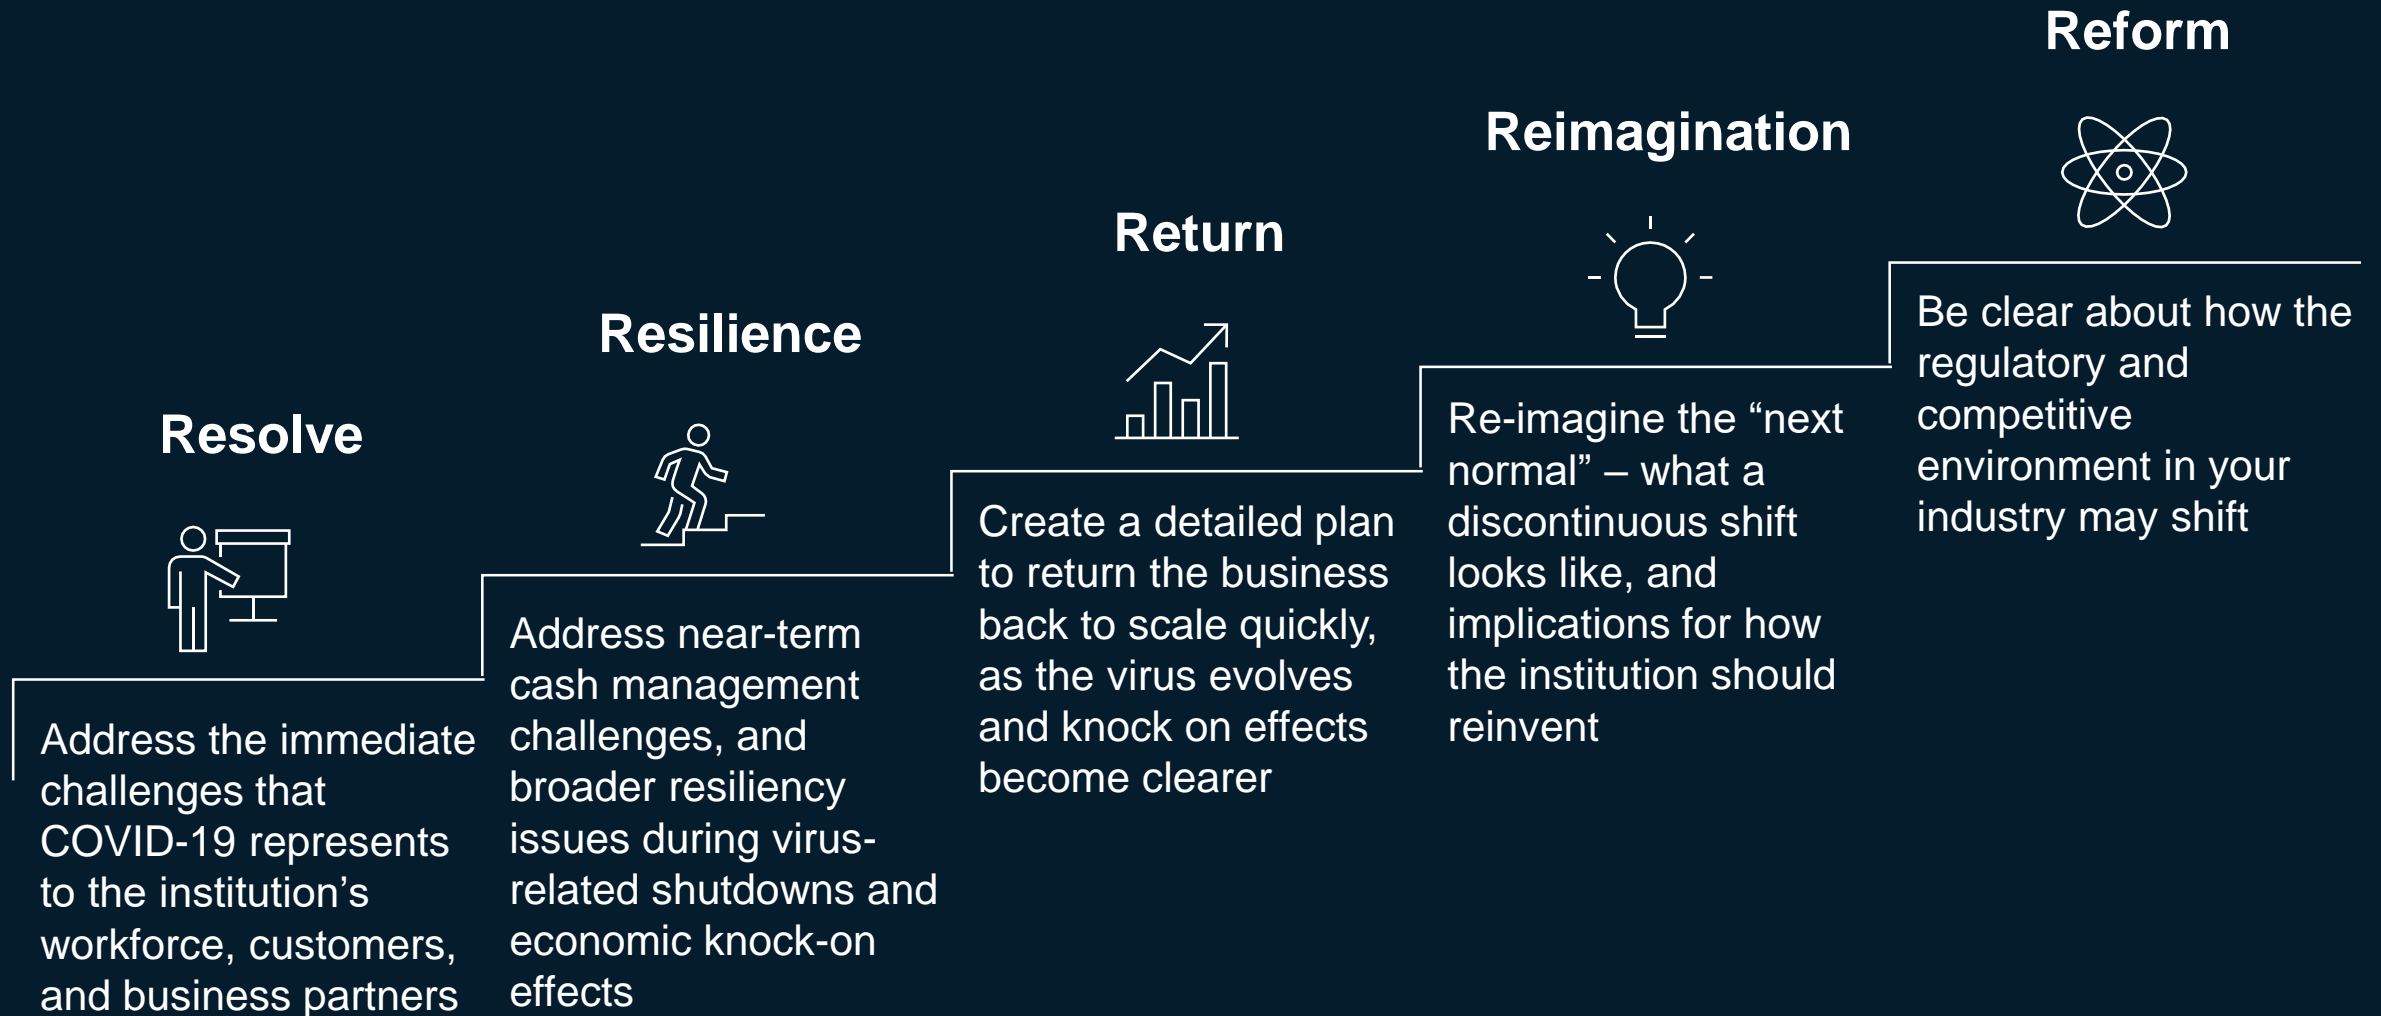 Resolve
Address the immediate
challenges that
COVID-19 represents
to the institution’s
workforce, customers,
and business partners
Resilience
Address near-term
cash management
challenges, and
broader resiliency
issues during virus-
related shutdowns and
economic knock-on
effects
Return
Create a detailed plan
to return the business
back to scale quickly,
as the virus evolves
and knock on effects
become clearer
Reimagination
Re-imagine the “next
normal” – what a
discontinuous shift
looks like, and
implications for how
the institution should
reinvent
Reform
Be clear about how the
regulatory and
competitive
environment in your
industry may shift